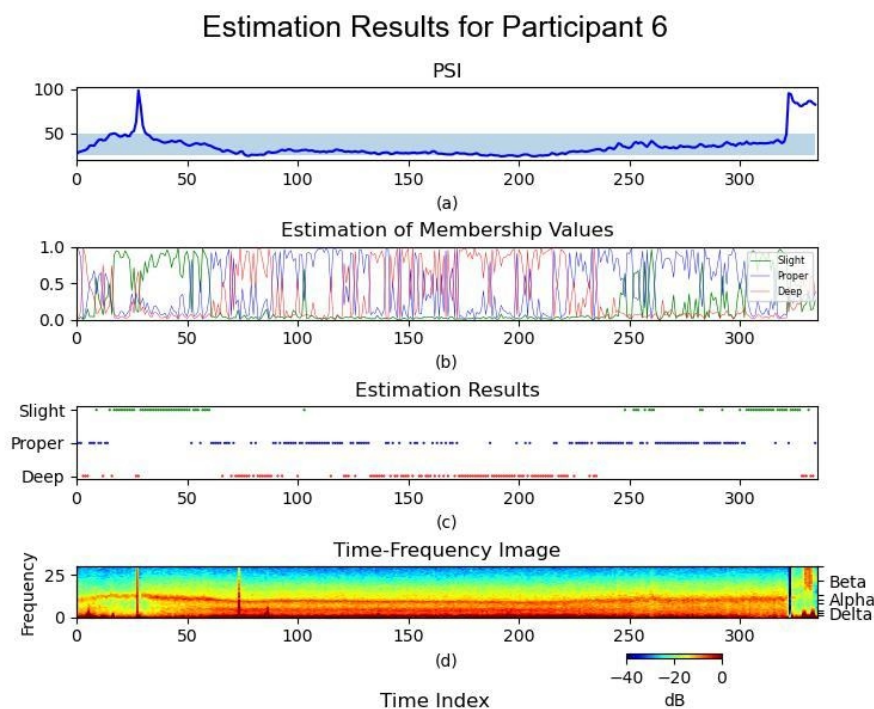 Estimation Results for Participant 6
PSI
100
50
0 50 100 150 200 250 300
(a)
Estimation of Membership Values
1.0
0.5
0.0
Slight
Proper
Deep
0 50 100 150 200 250 300
(b)
Estimation Results
Slight
Proper
Deep
0 50 100 150 200 250 300
(c)
Time-Frequency Image
Frequency
25
0
Beta
Alpha
Delta
0 50 100 150 200 250 300
(d)
−40 −20 0
dB
Time Index